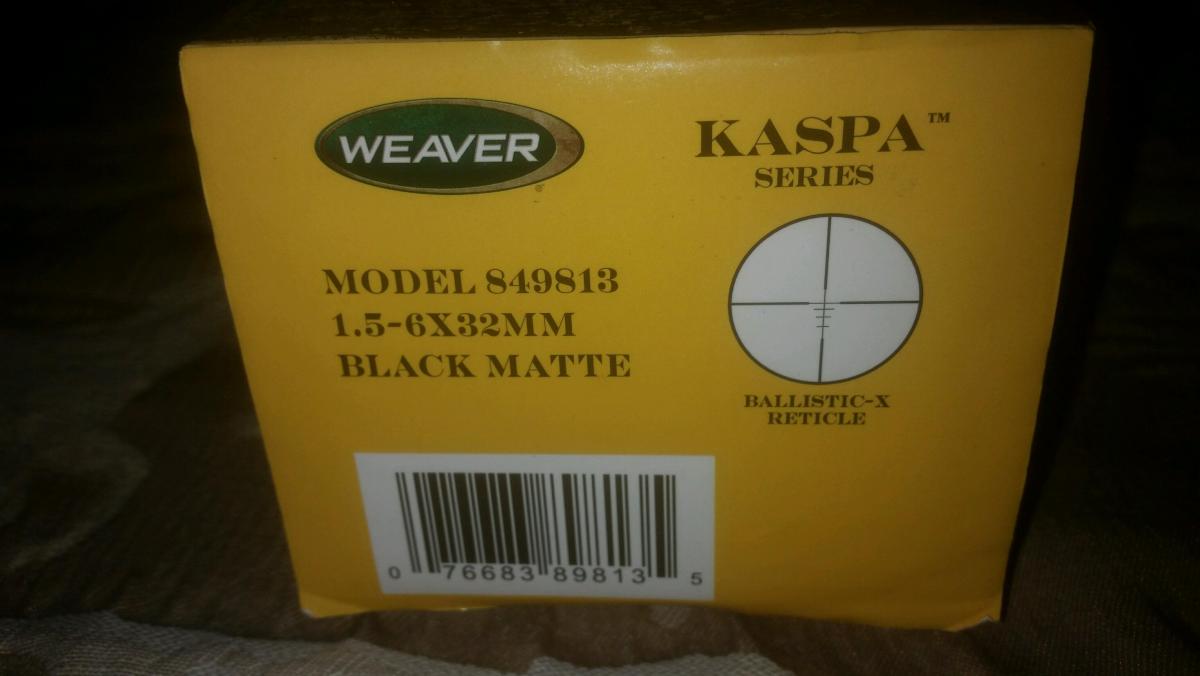 WEAVER®
KASPA™
SERIES
MODEL 849813
1.5-6X32MM
BLACK MATTE
BALLISTIC-X
RETICLE
0 76683 89813 5